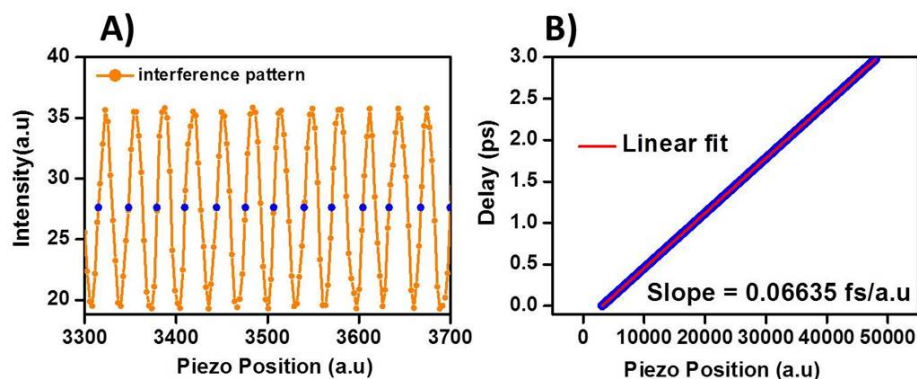 A)
interference pattern
Intensity(a.u)
40
35
30
25
20
3300
3400
3500
3600
3700
Piezo Position (a.u)
B)
Linear fit
Slope = 0.06635 fs/a.u
Delay (ps)
3.0
2.5
2.0
1.5
1.0
0.5
0.0
0
10000
20000
30000
40000
50000
Piezo Position (a.u)